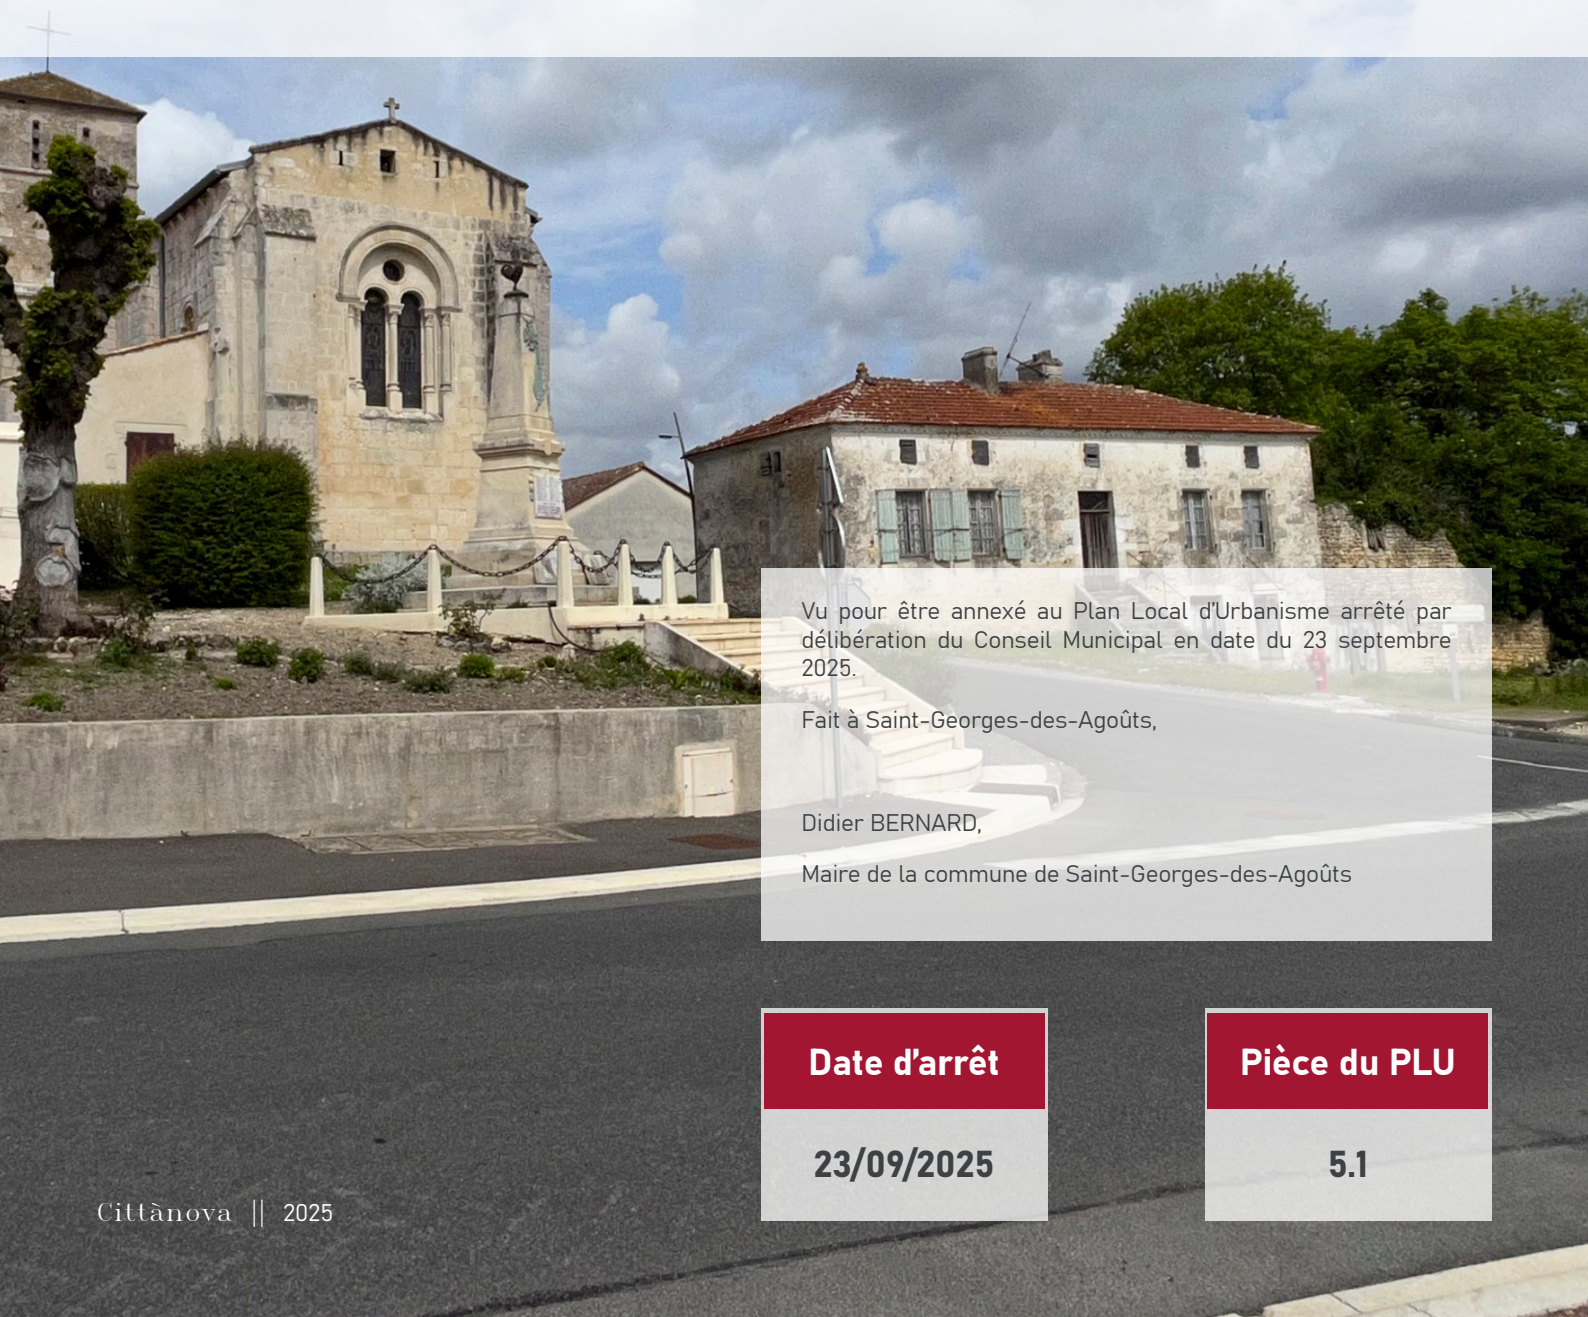 Vu pour être annexé au Plan Local d'Urbanisme arrêté par
délibération du Conseil Municipal en date du 23 septembre
2025.
Fait à Saint-Georges-des-Agoûts,
Didier BERNARD,
Maire de la commune de Saint-Georges-des-Agoûts
Date d'arrêt
23/09/2025
Pièce du PLU
5.1
Cittànova || 2025